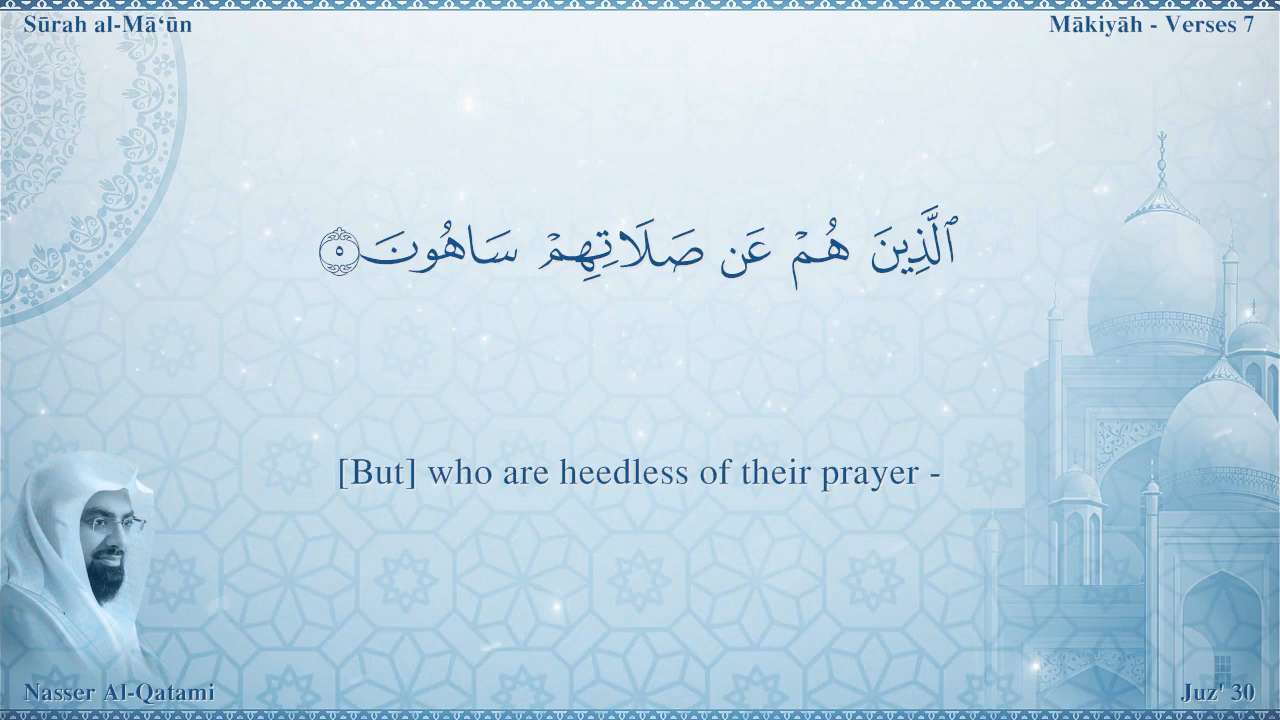 Sūrah al-Mā‘ūn
Mākiyāh - Verses 7
ٱلَّذِينَ هُمْ عَن صَلَاتِهِمْ سَاهُونَ ٥
[But] who are heedless of their prayer -
Nasser Al-Qatami
Juz' 30